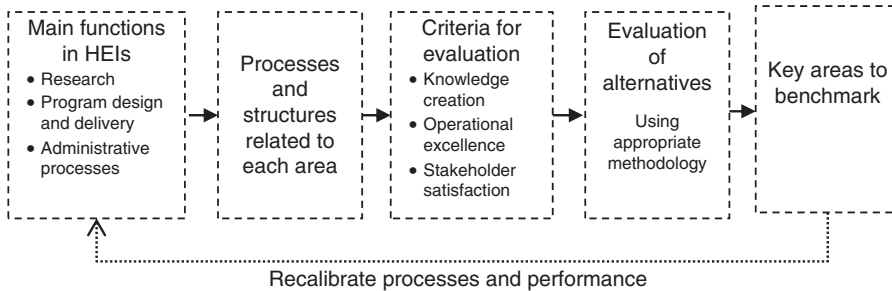 Main functions
in HEIs
• Research
• Program design
and delivery
• Administrative
processes
Processes
and
structures
related to
each area
Criteria for
evaluation
• Knowledge
creation
• Operational
excellence
• Stakeholder
satisfaction
Evaluation
of
alternatives
Using
appropriate
methodology
Key areas to
benchmark
Recalibrate processes and performance